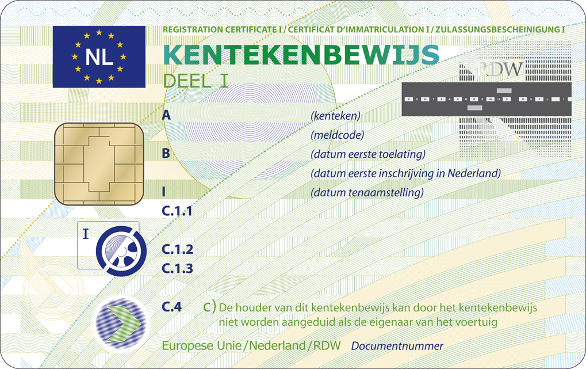 REGISTRATION CERTIFICATE I / CERTIFICAT D'IMMATRICULATION I / ZULASSUNGSBESCHEINIGUNG I
NL
KENTEKENBEWIJS
DEEL I
RDW
A (kenteken)
(meldcode)
B (datum eerste toelating)
(datum eerste inschrijving in Nederland)
I (datum tenaamstelling)
C.1.1
I
C.1.2
C.1.3
C.4 C) De houder van dit kentekenbewijs kan door het kentekenbewijs
niet worden aangeduid als de eigenaar van het voertuig
Europese Unie/Nederland/RDW Documentnummer